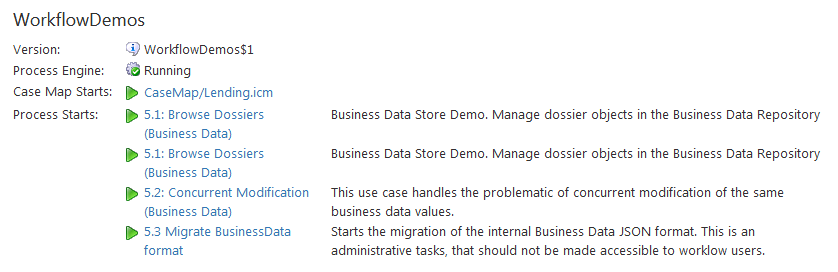 WorkflowDemos
Version: WorkflowDemos$1
Process Engine: Running
Case Map Starts: CaseMap/Lending.icm
Process Starts: 5.1: Browse Dossiers Business Data Store Demo. Manage dossier objects in the Business Data Repository
(Business Data)
5.1: Browse Dossiers Business Data Store Demo. Manage dossier objects in the Business Data Repository
(Business Data)
5.2: Concurrent Modification This use case handles the problematic of concurrent modification of the same
(Business Data) business data values.
5.3 Migrate BusinessData Starts the migration of the internal Business Data JSON format. This is an
format administrative tasks, that should not be made accessible to worklow users.